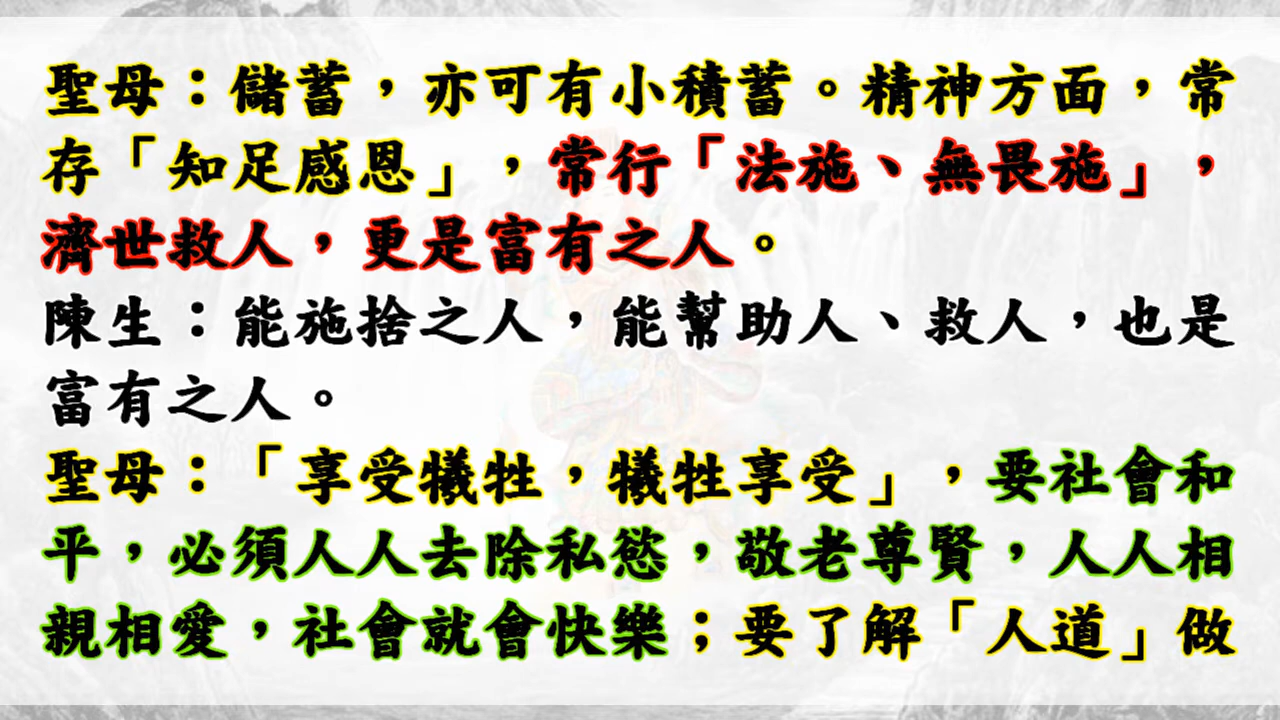 聖母：儲蓄，亦可有小積蓄。精神方面，常
存「知足感恩」，常行「法施、無畏施」，
濟世救人，更是富有之人。
陳生：能施捨之人，能幫助人、救人，也是
富有之人。
聖母：「享受犧牲，犧牲享受」，要社會和
平，必須人人去除私慾，敬老尊賢，人人相
親相愛，社會就會快樂；要了解「人道」做